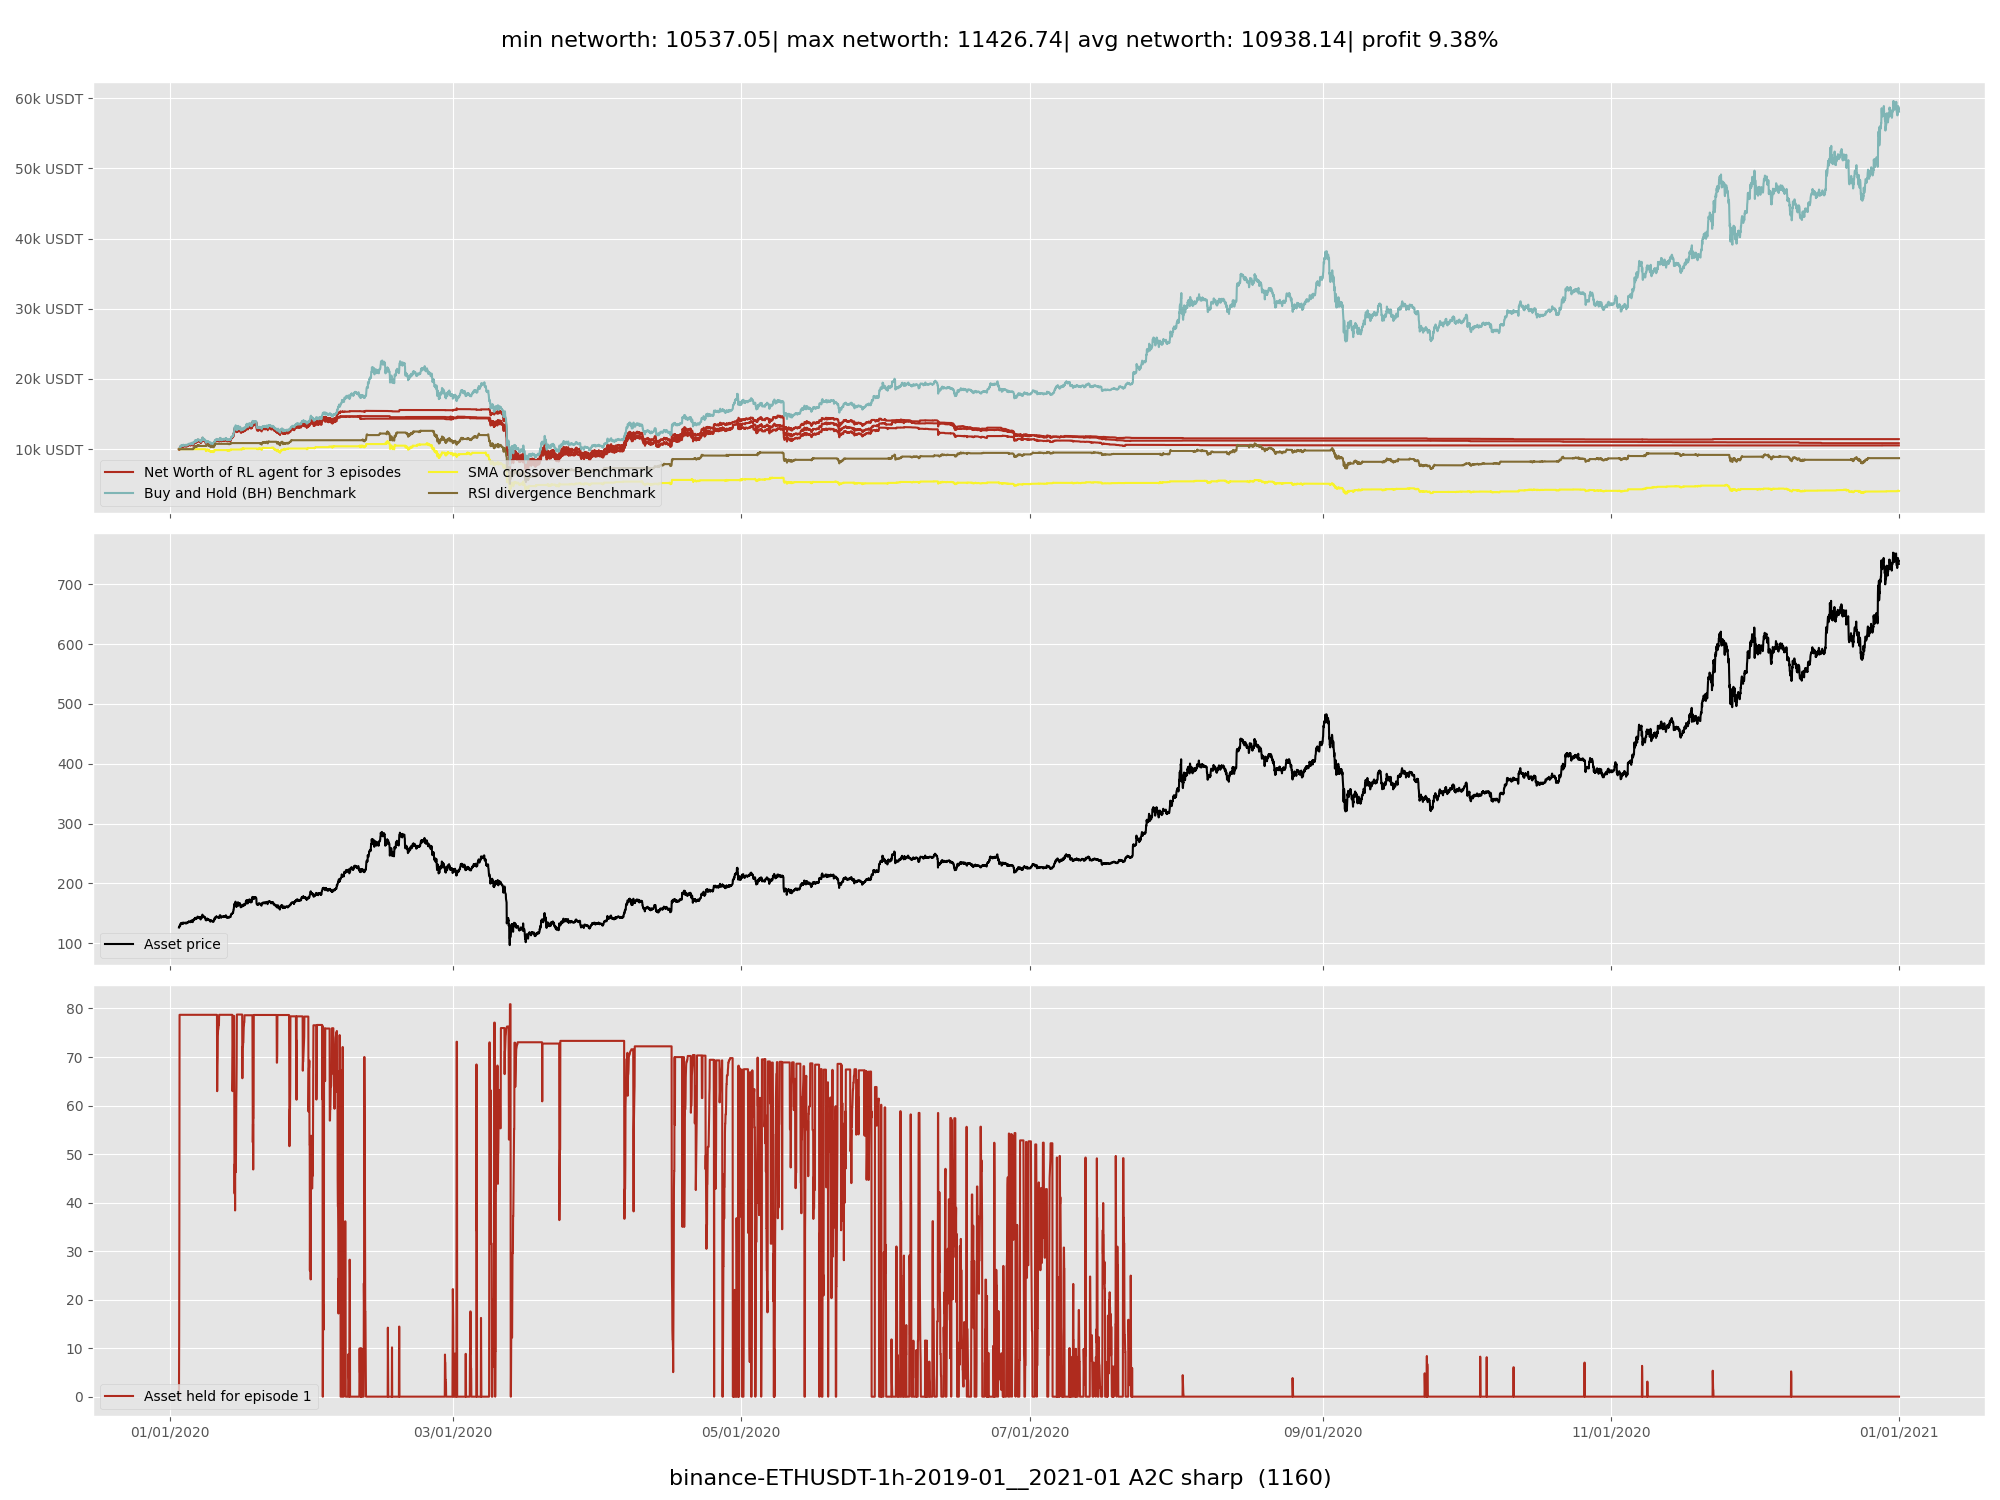 min networth: 10537.05| max networth: 11426.74| avg networth: 10938.14| profit 9.38%
60k USDT
50k USDT
40k USDT
30k USDT
20k USDT
10k USDT
Net Worth of RL agent for 3 episodes
Buy and Hold (BH) Benchmark
SMA crossover Benchmark
RSI divergence Benchmark
700
600
500
400
300
200
100
Asset price
80
70
60
50
40
30
20
10
0
Asset held for episode 1
01/01/2020 03/01/2020 05/01/2020 07/01/2020 09/01/2020 11/01/2020 01/01/2021
binance-ETHUSDT-1h-2019-01__2021-01 A2C sharp  (1160)